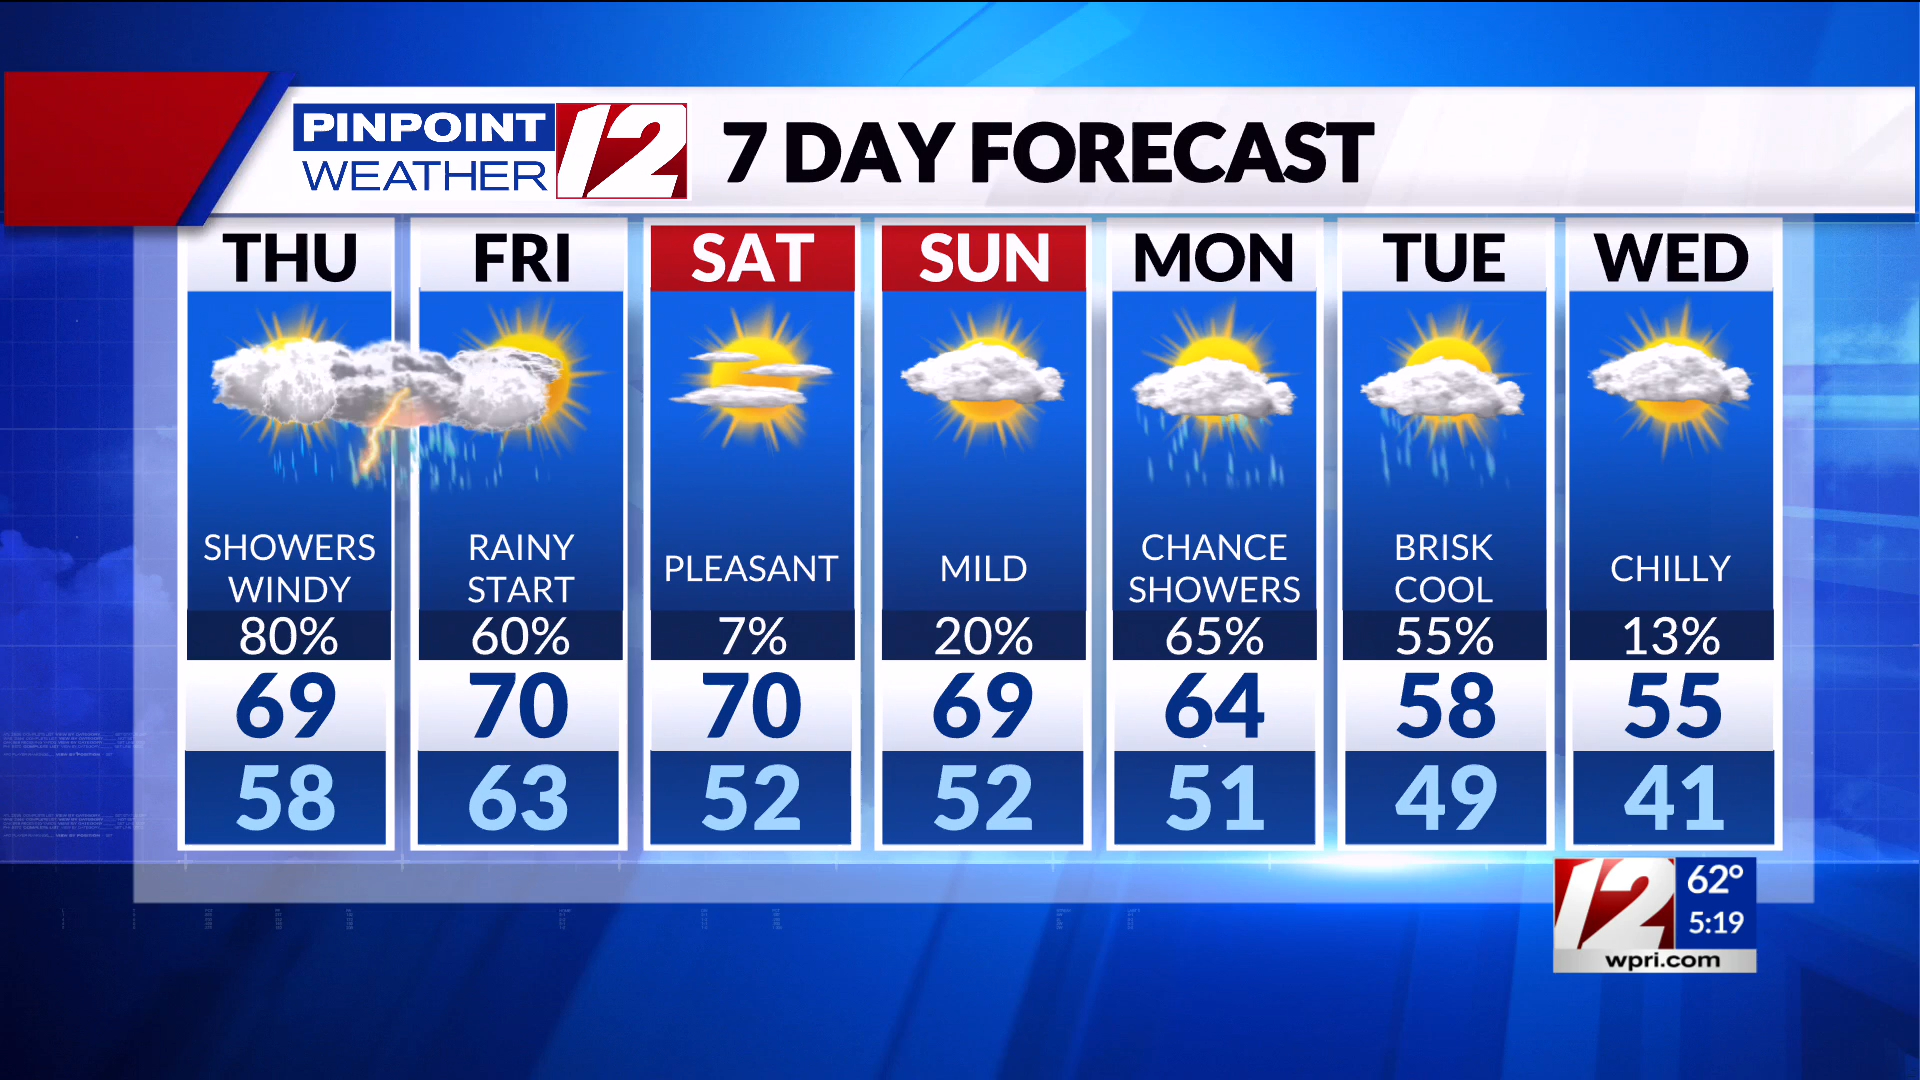 PINPOINT
WEATHER
12
7 DAY FORECAST
THU
FRI
SAT
SUN
MON
TUE
WED
SHOWERS
WINDY
RAINY
START
PLEASANT
MILD
CHANCE
SHOWERS
BRISK
COOL
CHILLY
80%
60%
7%
20%
65%
55%
13%
69
70
70
69
64
58
55
58
63
52
52
51
49
41
12
62°
5:19
wpri.com